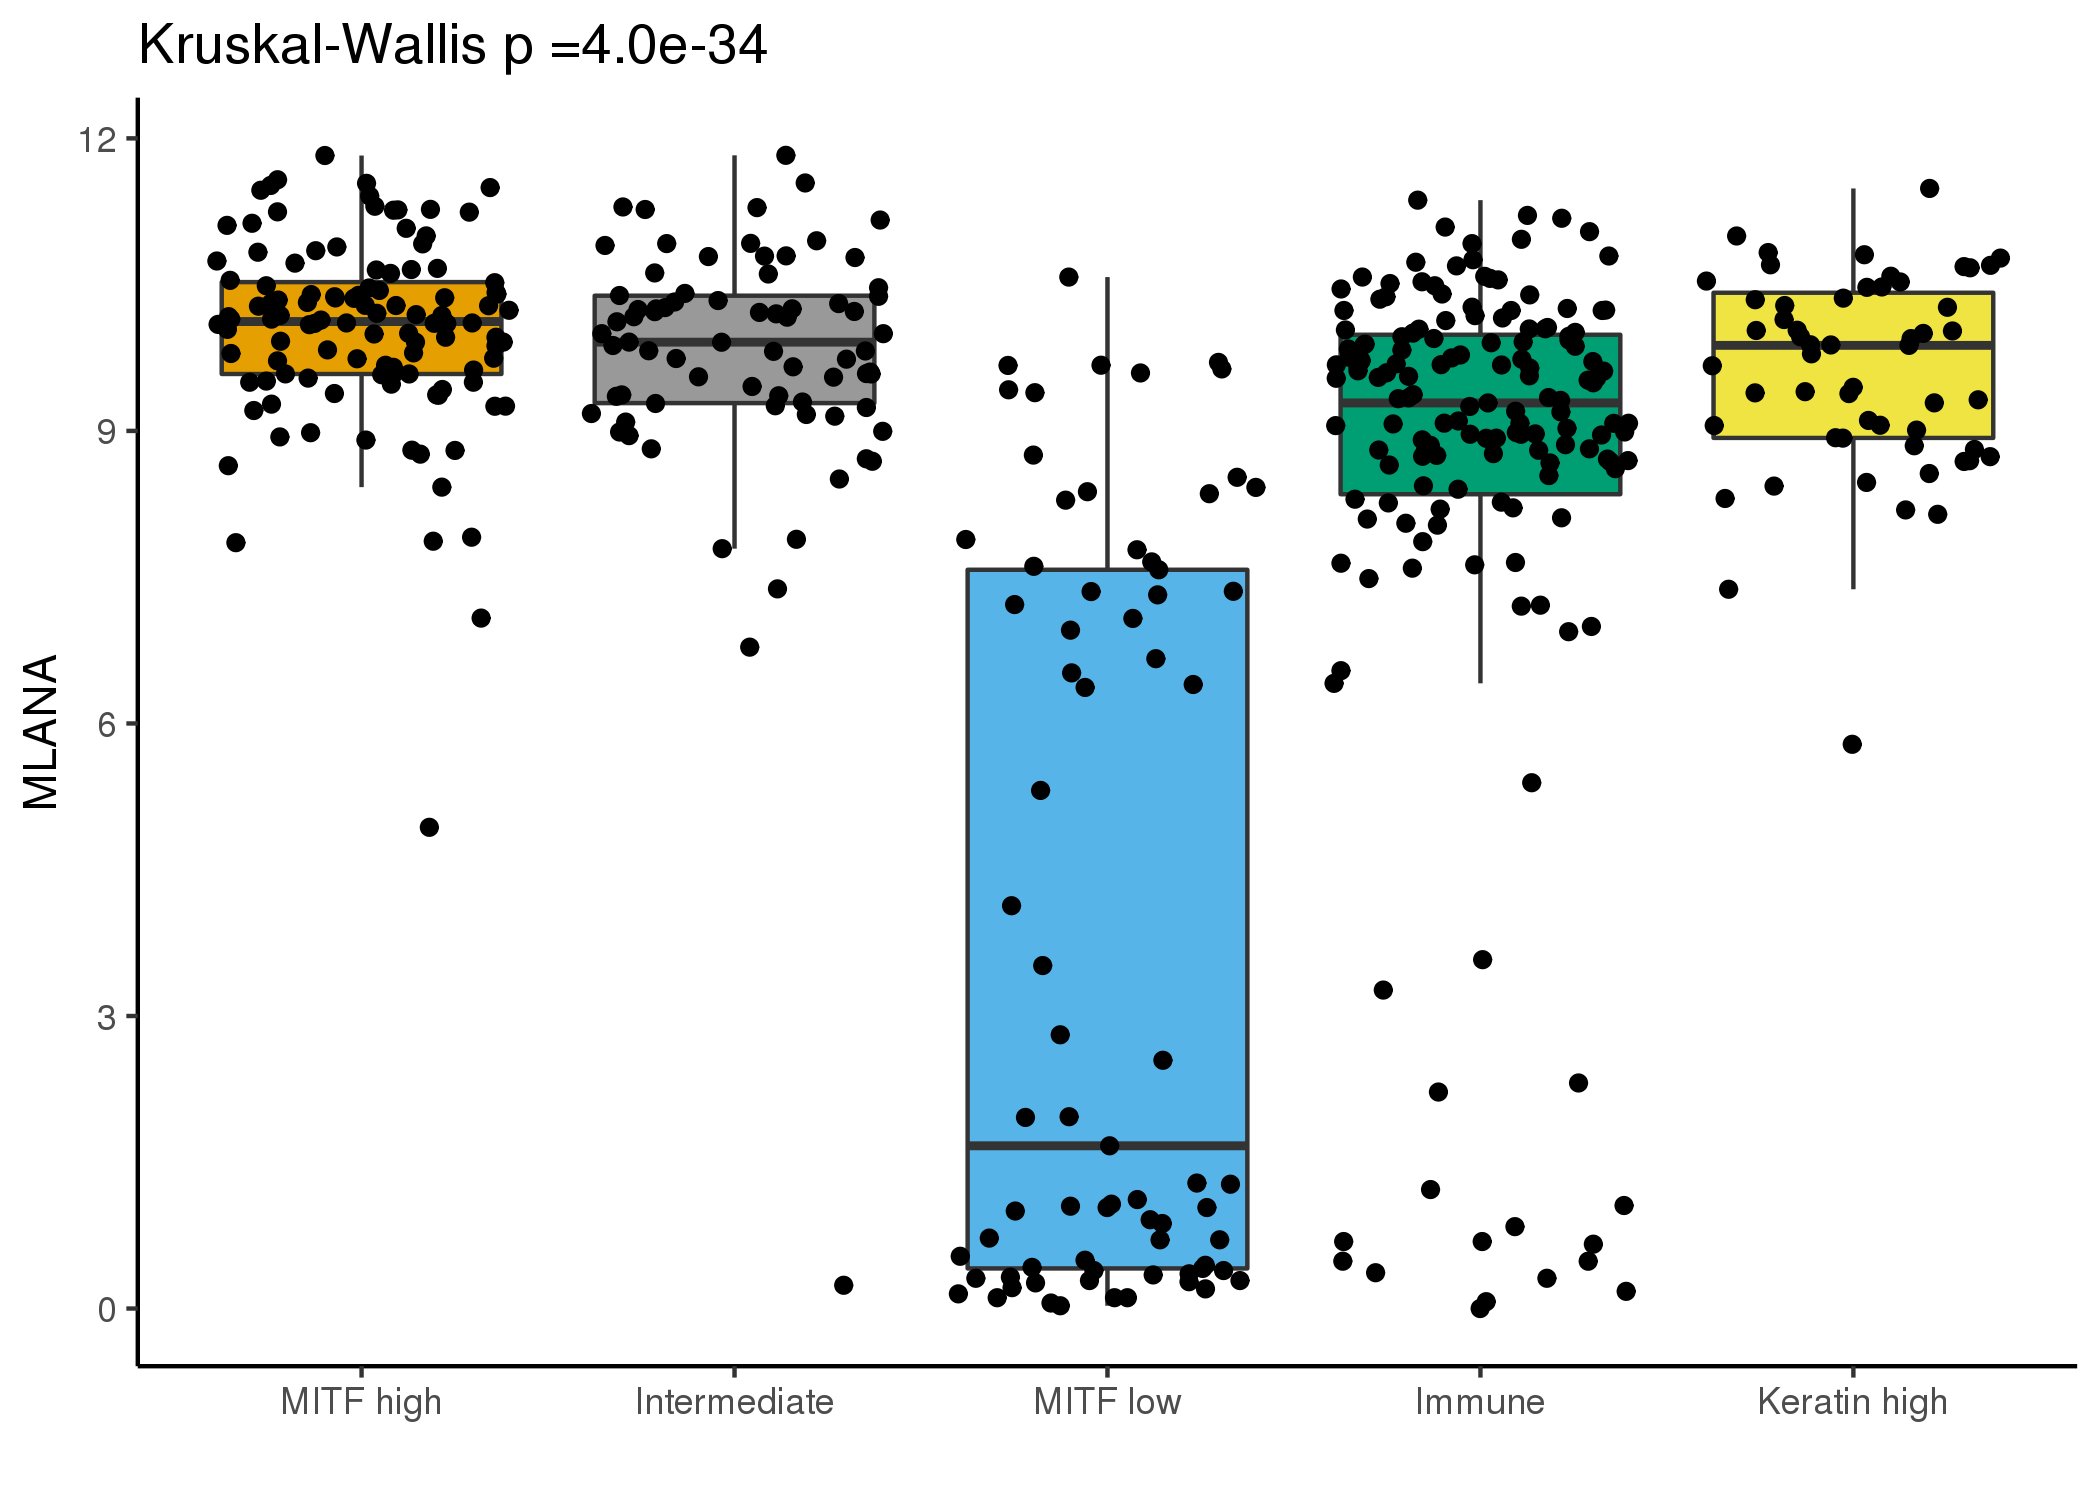 Kruskal-Wallis p =4.0e-34
12
9
6
3
0
MLANA
MITF high
Intermediate
MITF low
Immune
Keratin high